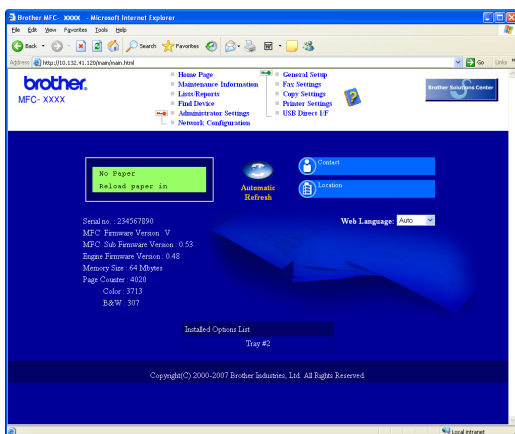 Brother MFC- XXXX - Microsoft Internet Explorer
File Edit View Favorites Tools Help
Back Search Favorites
Address http://10.132.41.120/main/main.html Go Links
brother.
MFC- XXXX
Home Page
Maintenance Information
Lists/Reports
Find Device
Administrator Settings
Network Configuration
General Setup
Fax Settings
Copy Settings
Printer Settings
USB Direct I/F
Brother Solutions Center
No Paper
Reload paper in
Automatic
Refresh
Contact
Location
Serial no. : 234567890
MFC Firmware Version : V
MFC Sub Firmware Version : 0.53
Engine Firmware Version : 0.48
Memory Size : 64 Mbytes
Page Counter : 4020
Color : 3713
B&W : 307
Web Language: Auto
Installed Options List
Tray #2
Copyright(C) 2000-2007 Brother Industries, Ltd. All Rights Reserved.
Local intranet